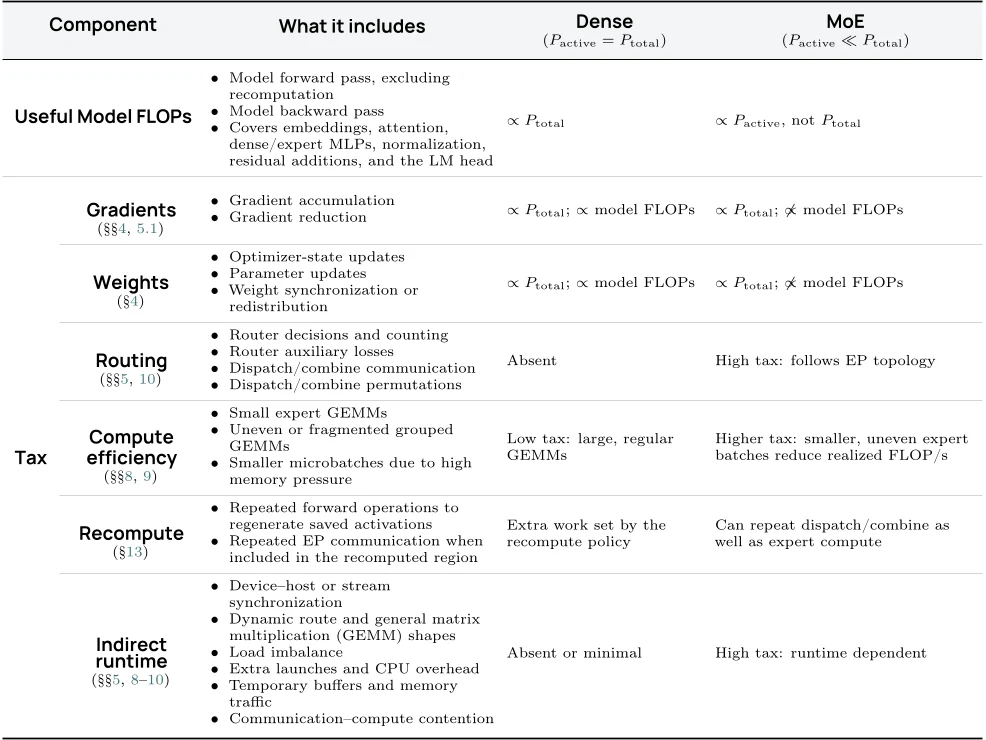 Component
What it includes
Dense
(P_active = P_total)
MoE
(P_active ≪ P_total)
Useful Model FLOPs
• Model forward pass, excluding
recomputation
• Model backward pass
• Covers embeddings, attention,
dense/expert MLPs, normalization,
residual additions, and the LM head
∝ P_total
∝ P_active, not P_total
Tax
Gradients
(§§4, 5.1)
• Gradient accumulation
• Gradient reduction
∝ P_total; ∝ model FLOPs
∝ P_total; ∝̸ model FLOPs
Weights
(§4)
• Optimizer-state updates
• Parameter updates
• Weight synchronization or
redistribution
∝ P_total; ∝ model FLOPs
∝ P_total; ∝̸ model FLOPs
Routing
(§§5, 10)
• Router decisions and counting
• Router auxiliary losses
• Dispatch/combine communication
• Dispatch/combine permutations
Absent
High tax: follows EP topology
Compute
efficiency
(§§8, 9)
• Small expert GEMMs
• Uneven or fragmented grouped
GEMMs
• Smaller microbatches due to high
memory pressure
Low tax: large, regular
GEMMs
Higher tax: smaller, uneven expert
batches reduce realized FLOP/s
Recompute
(§13)
• Repeated forward operations to
regenerate saved activations
• Repeated EP communication when
included in the recomputed region
Extra work set by the
recompute policy
Can repeat dispatch/combine as
well as expert compute
Indirect
runtime
(§§5, 8–10)
• Device–host or stream
synchronization
• Dynamic route and general matrix
multiplication (GEMM) shapes
• Load imbalance
• Extra launches and CPU overhead
• Temporary buffers and memory
traffic
• Communication–compute contention
Absent or minimal
High tax: runtime dependent